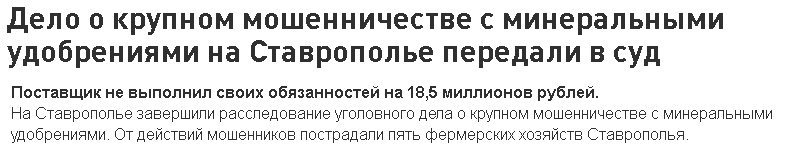 Дело о крупном мошенничестве с минеральными
удобрениями на Ставрополье передали в суд
Поставщик не выполнил своих обязанностей на 18,5 миллионов рублей.
На Ставрополье завершили расследование уголовного дела о крупном мошенничестве с минеральными
удобрениями. От действий мошенников пострадали пять фермерских хозяйств Ставрополья.